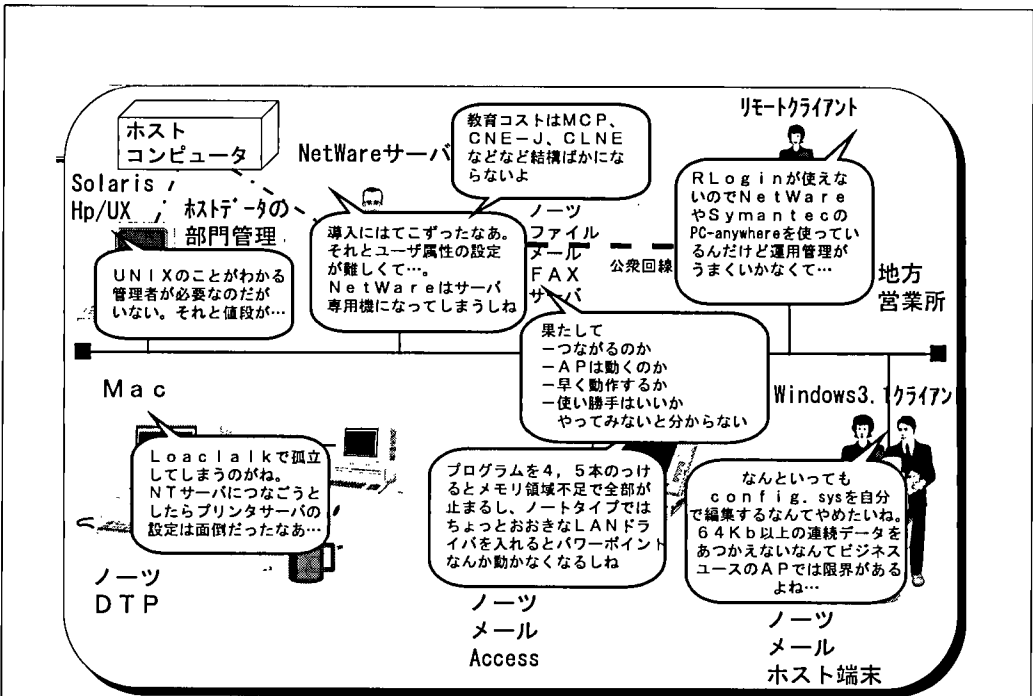 ホスト
コンピュータ
Solaris
Hp/UX
ホストデータの
部門管理
UNIXのことがわかる
管理者が必要なのだが
いない。それと値段が…
NetWareサーバ
教育コストはMCP、
CNE−J、CLNE
などなど結構ばかにな
らないよ
導入にはてこずったなあ。
それとユーザ属性の設定
が難しくて…。
NetWareはサーバ
専用機になってしまうしね
ノーツ
ファイル
メール
FAX
サーバ
公衆回線
リモートクライアント
RLoginが使えな
いのでNetWare
やSymantecの
PC-anywhereを使ってい
るんだけど運用管理が
うまくいかなくて…
地方
営業所
果たして
−つながるのか
−APは動くのか
−早く動作するか
−使い勝手はいいか
やってみないと分からない
Mac
Loaclalkで孤立
してしまうのがね。
NTサーバにつなごうと
したらプリンタサーバの
設定は面倒だったなあ…
ノーツ
DTP
プログラムを4,5本のっけ
るとメモリ領域不足で全部が
止まるし、ノートタイプでは
ちょっとおおきなLANドラ
イバを入れるとパワーポイント
なんか動かなくなるしね
ノーツ
メール
Access
Windows3.1クライアン
なんといっても
config.sysを自分
で編集するなんてやめたいね。
64Kb以上の連続データを
あつかえないなんてビジネス
ユースのAPでは限界がある
よね…
ノーツ
メール
ホスト端末